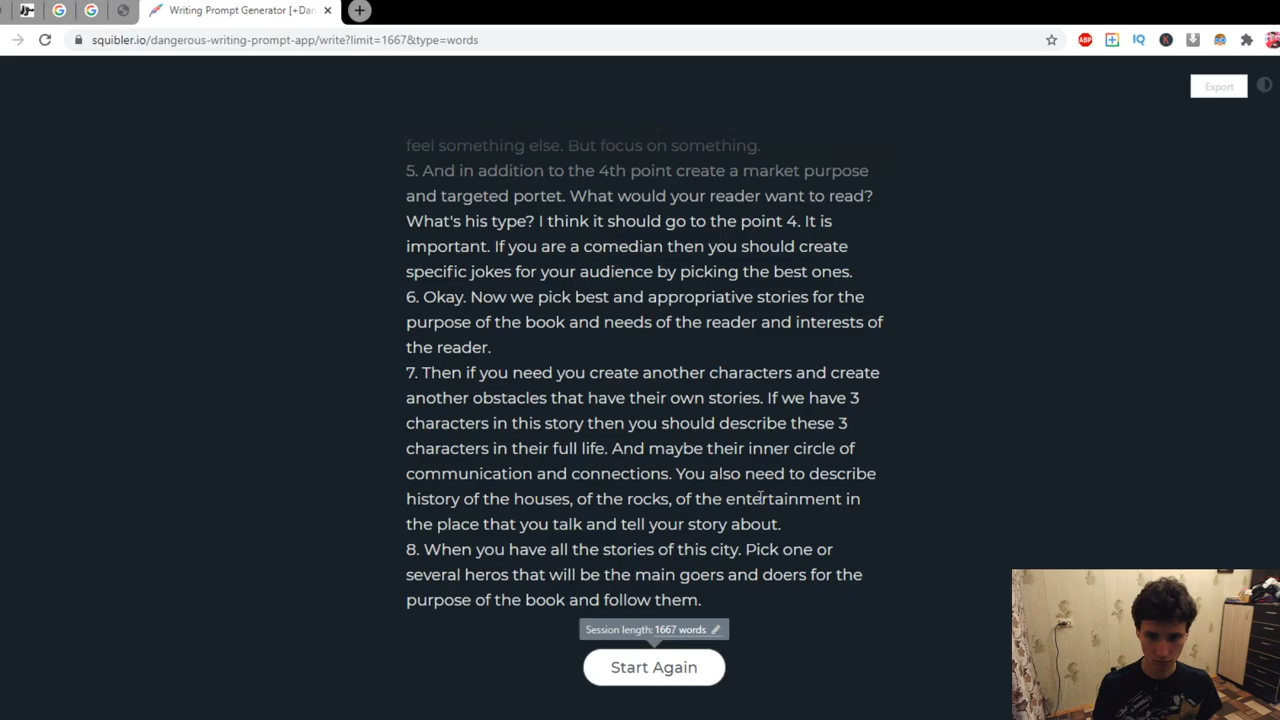 Writing Prompt Generator [+Dan
squibler.io/dangerous-writing-prompt-app/write?limit=1667&type=words
ABP
IQ
K
Export
feel something else. But focus on something.
5. And in addition to the 4th point create a market purpose
and targeted portet. What would your reader want to read?
What's his type? I think it should go to the point 4. It is
important. If you are a comedian then you should create
specific jokes for your audience by picking the best ones.
6. Okay. Now we pick best and appropriative stories for the
purpose of the book and needs of the reader and interests of
the reader.
7. Then if you need you create another characters and create
another obstacles that have their own stories. If we have 3
characters in this story then you should describe these 3
characters in their full life. And maybe their inner circle of
communication and connections. You also need to describe
history of the houses, of the rocks, of the entertainment in
the place that you talk and tell your story about.
8. When you have all the stories of this city. Pick one or
several heros that will be the main goers and doers for the
purpose of the book and follow them.
Session length: 1667 words
Start Again